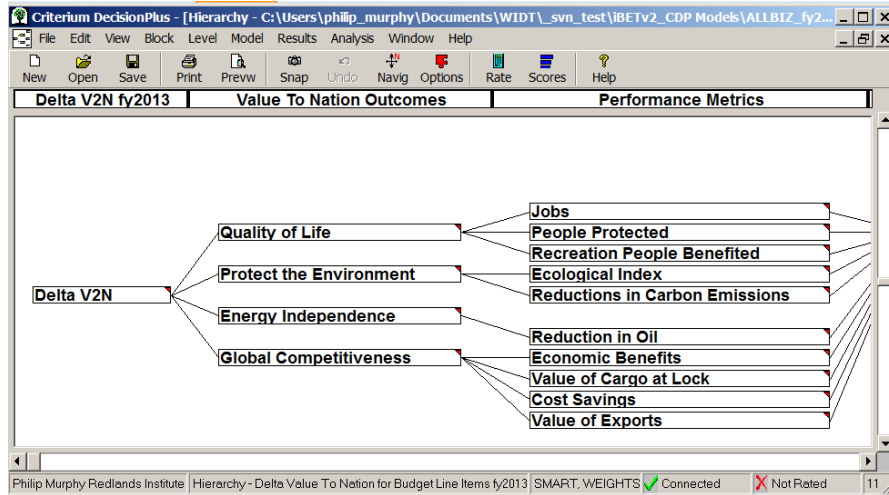 Criterium DecisionPlus - [Hierarchy - C:\Users\philip_murphy\Documents\WIDT\_svn_test\iBETv2_CDP Models\ALLBIZ_fy2...
File Edit View Block Level Model Results Analysis Window Help
New Open Save Print Prevw Snap Undo Navig Options Rate Scores Help
Delta V2N fy2013 Value To Nation Outcomes Performance Metrics
Jobs
Quality of Life People Protected
Recreation People Benefited
Protect the Environment Ecological Index
Delta V2N Reductions in Carbon Emissions
Energy Independence
Reduction in Oil
Global Competitiveness Economic Benefits
Value of Cargo at Lock
Cost Savings
Value of Exports
Philip Murphy Redlands Institute Hierarchy - Delta Value To Nation for Budget Line Items fy2013 SMART, WEIGHTS Connected Not Rated 11